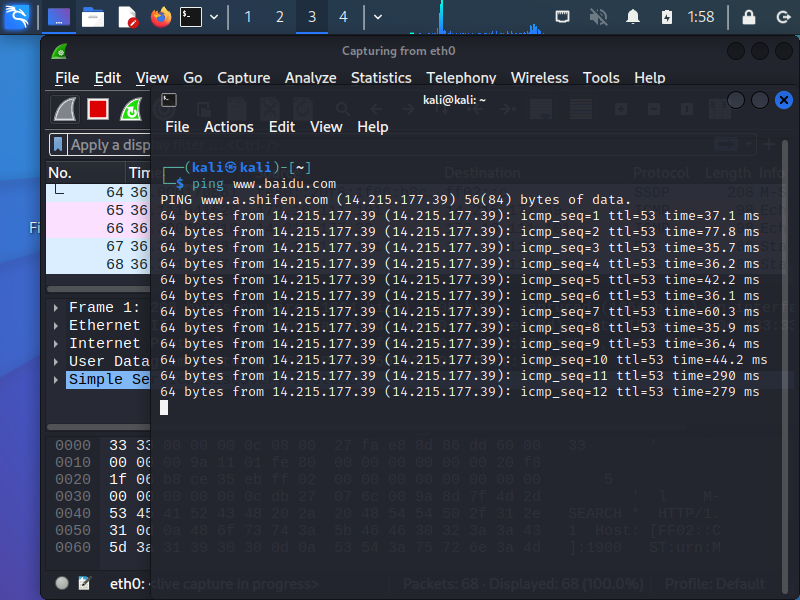 1 2 3 4 1:58
Capturing from eth0
File Edit View Go Capture Analyze Statistics Telephony Wireless Tools Help
kali@kali: ~
File Actions Edit View Help
Apply a disp
No. Tim
Destination Protocol Length Info
64 36
65 36
66 36
67 36
68 36
Fi
(kali㉿kali)-[~]
$ ping www.baidu.com
PING www.a.shifen.com (14.215.177.39) 56(84) bytes of data.
64 bytes from 14.215.177.39 (14.215.177.39): icmp_seq=1 ttl=53 time=37.1 ms
64 bytes from 14.215.177.39 (14.215.177.39): icmp_seq=2 ttl=53 time=77.8 ms
64 bytes from 14.215.177.39 (14.215.177.39): icmp_seq=3 ttl=53 time=35.7 ms
64 bytes from 14.215.177.39 (14.215.177.39): icmp_seq=4 ttl=53 time=36.2 ms
64 bytes from 14.215.177.39 (14.215.177.39): icmp_seq=5 ttl=53 time=42.2 ms
64 bytes from 14.215.177.39 (14.215.177.39): icmp_seq=6 ttl=53 time=36.1 ms
64 bytes from 14.215.177.39 (14.215.177.39): icmp_seq=7 ttl=53 time=60.3 ms
64 bytes from 14.215.177.39 (14.215.177.39): icmp_seq=8 ttl=53 time=35.9 ms
64 bytes from 14.215.177.39 (14.215.177.39): icmp_seq=9 ttl=53 time=36.4 ms
64 bytes from 14.215.177.39 (14.215.177.39): icmp_seq=10 ttl=53 time=44.2 ms
64 bytes from 14.215.177.39 (14.215.177.39): icmp_seq=11 ttl=53 time=290 ms
64 bytes from 14.215.177.39 (14.215.177.39): icmp_seq=12 ttl=53 time=279 ms
Frame 1:
Ethernet
Internet
User Data
Simple Se
0000 33 33
0010 00 00
0020 1f 06
0030 00 00
0040 53 45
0050 31 0d
0060 5d 3a
SEARCH * HTTP/1.
Host: [FF02::C
]:1900 ST:urn:M
eth0: <live capture in progress> Packets: 68 · Displayed: 68 (100.0%) Profile: Default